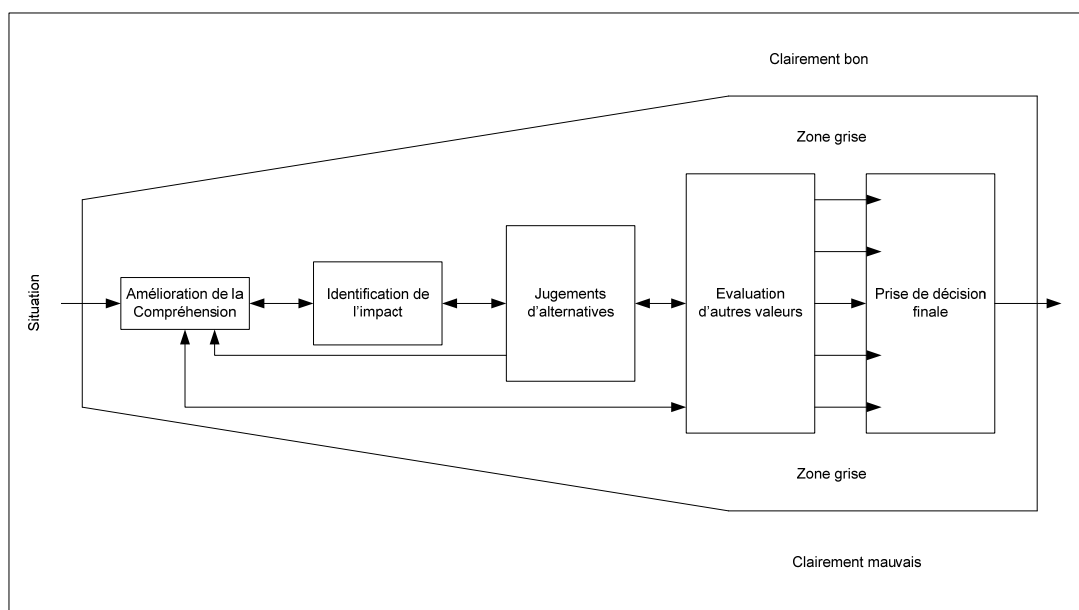 Clairement bon
Zone grise
Situation
Amélioration de la
Compréhension
Identification de
l'impact
Jugements
d'alternatives
Evaluation
d'autres valeurs
Prise de décision
finale
Zone grise
Clairement mauvais